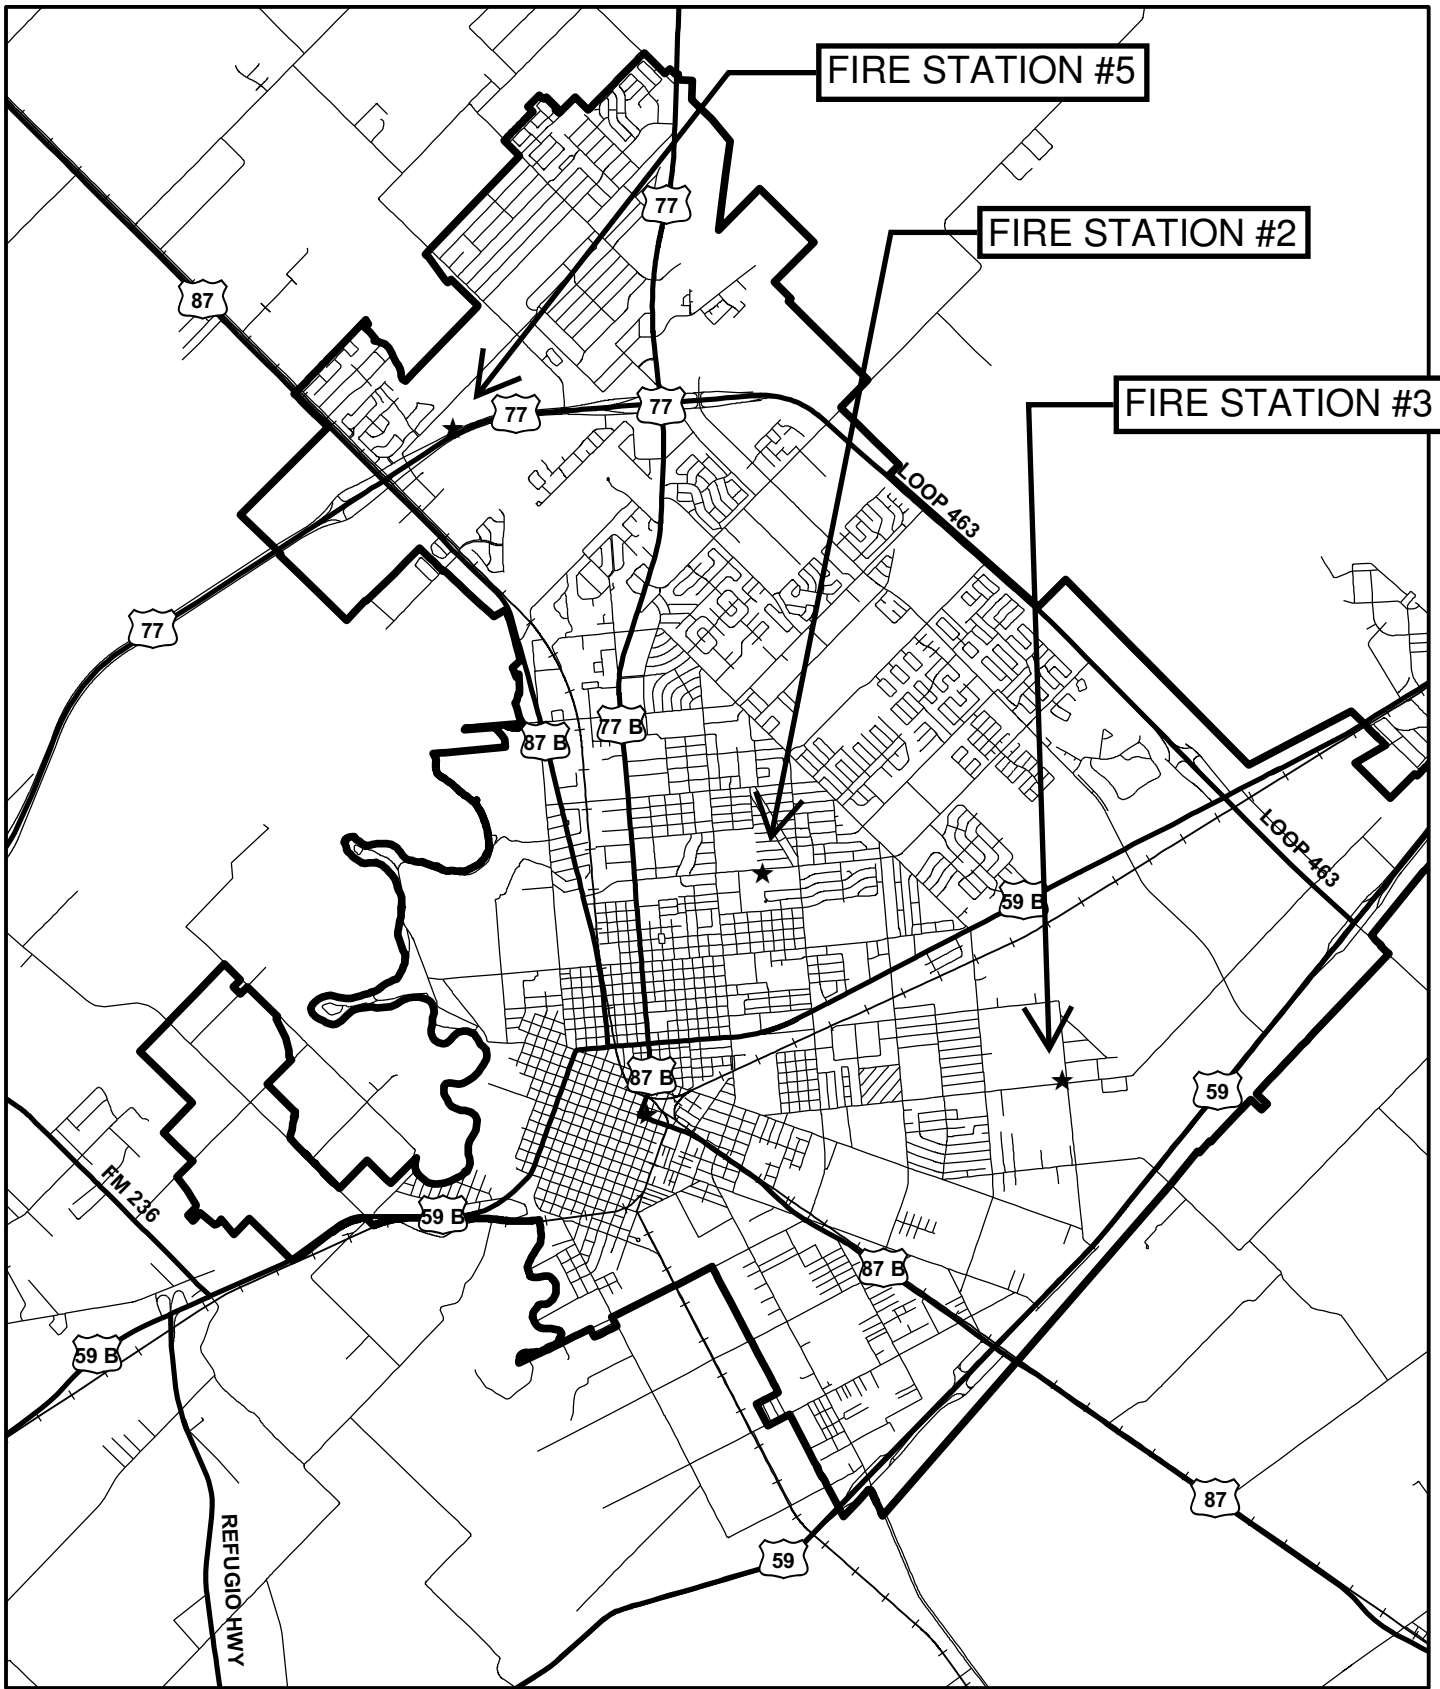 FIRE STATION #5
77
FIRE STATION #2
87
FIRE STATION #3
77
77
LOOP 463
77
77 B
87 B
LOOP 463
59 B
87 B
59
FM 236
59 B
87 B
59 B
87
REFUGIO HWY
59